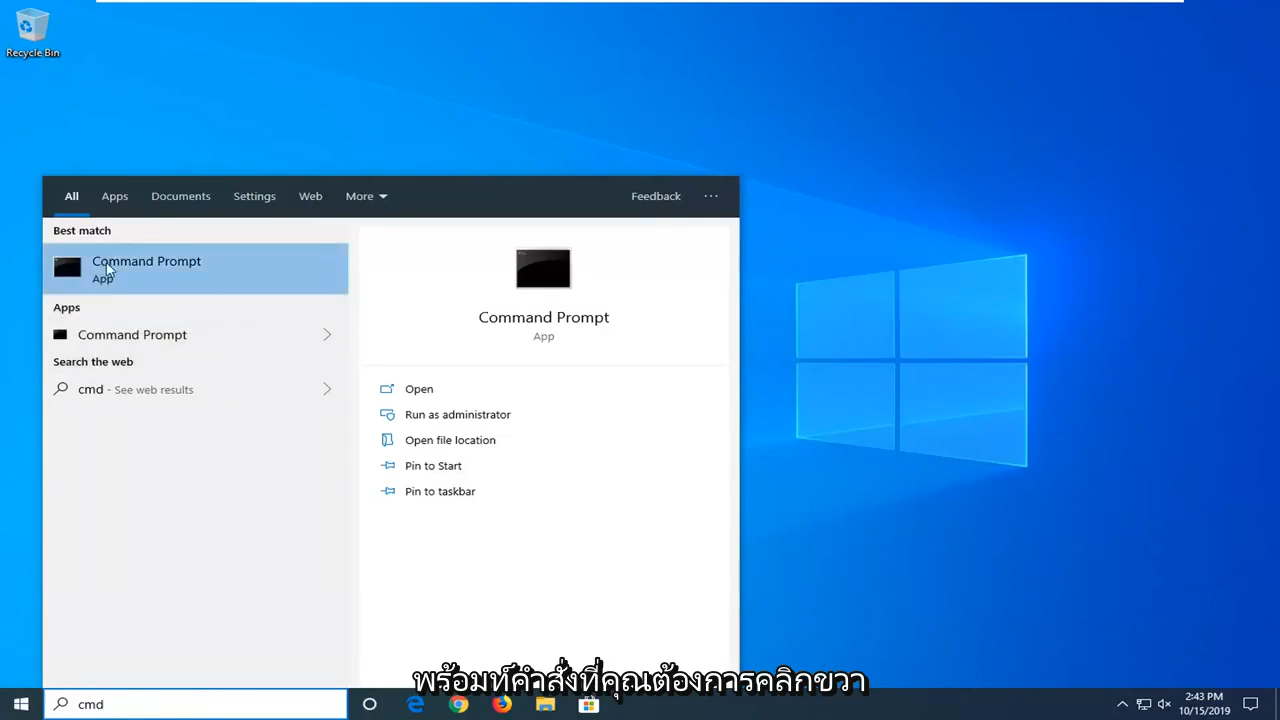 Recycle Bin
All Apps Documents Settings Web More Feedback ...
Best match
Command Prompt
App
Apps
Command Prompt
Search the web
cmd - See web results
Command Prompt
App
Open
Run as administrator
Open file location
Pin to Start
Pin to taskbar
พร้อมท์คำสั่งที่คุณต้องการคลิกขวา
cmd
2:43 PM
10/15/2019